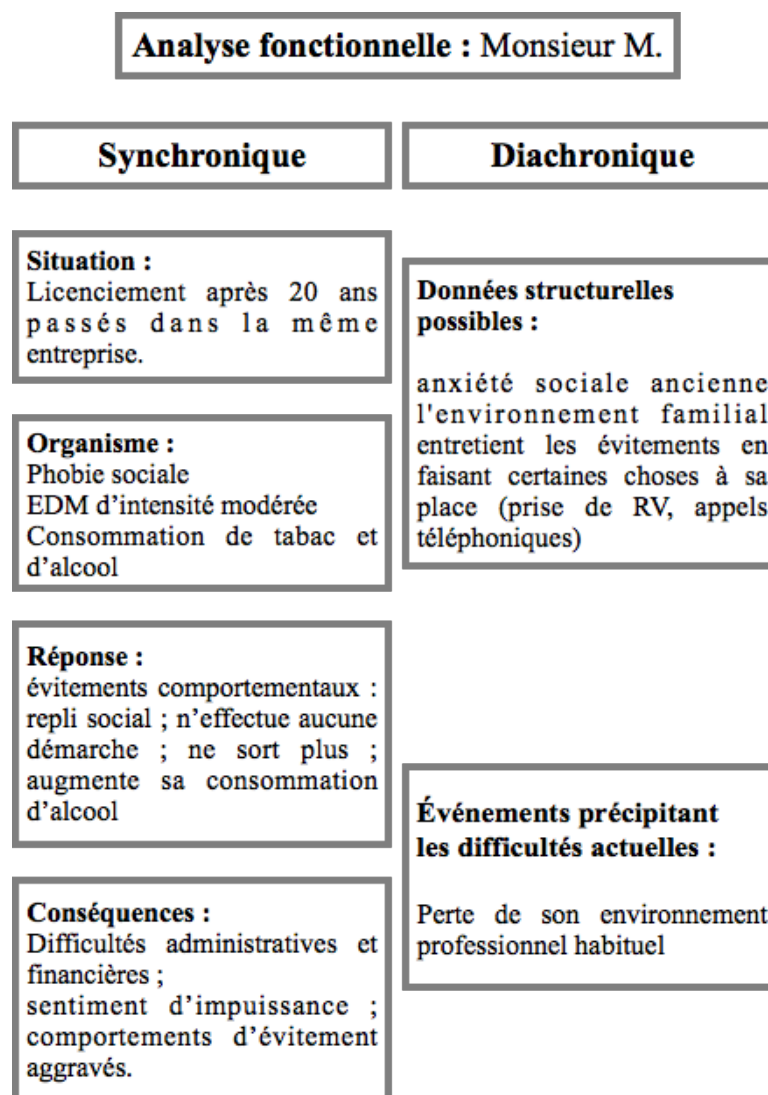 Analyse fonctionnelle : Monsieur M.
Synchronique
Situation :
Licenciement après 20 ans
passés dans la même
entreprise.
Organisme :
Phobie sociale
EDM d’intensité modérée
Consommation de tabac et
d’alcool
Réponse :
évitements comportementaux :
repli social ; n’effectue aucune
démarche ; ne sort plus ;
augmente sa consommation
d’alcool
Conséquences :
Difficultés administratives et
financières ;
sentiment d’impuissance ;
comportements d’évitement
aggravés.
Diachronique
Données structurelles
possibles :
anxiété sociale ancienne
l'environnement familial
entretient les évitements en
faisant certaines choses à sa
place (prise de RV, appels
téléphoniques)
Événements précipitant
les difficultés actuelles :
Perte de son environnement
professionnel habituel